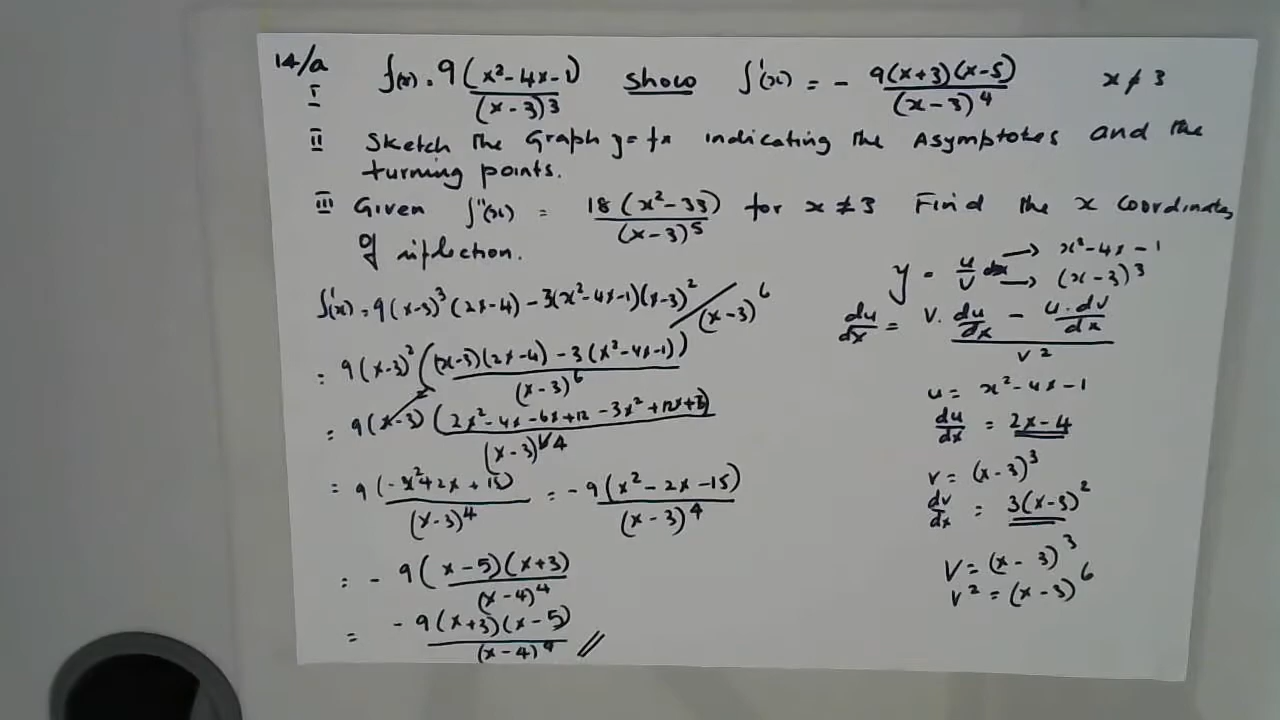 14/a f(x) = 9(x²-4x-1)/(x-3)³ show f'(x) = - 9(x+3)(x-5)/(x-3)⁴ x ≠ 3
I
II Sketch the Graph y=fx indicating the Asymptotes and the
turning points.
III Given f''(x) = 18(x²-33)/(x-3)⁵ for x ≠ 3 Find the x coordinates
of inflection.
f'(x) = 9(x-3)³(2x-4) - 3(x²-4x-1)(x-3)² / (x-3)⁶
= 9(x-3)²((x-3)(2x-4) - 3(x²-4x-1))/(x-3)⁶
= 9(x-3)(2x²-4x-6x+12-3x²+12x+3)/(x-3)⁶ ⁴
= 9(-x²+2x+15)/(x-3)⁴ = -9(x²-2x-15)/(x-3)⁴
= - 9(x-5)(x+3)/(x-4)⁴
= -9(x+3)(x-5)/(x-4)⁴ //
y = u/v → x²-4x-1
→ (x-3)³
du/dx = v.du/dx - u.dv/dx / v²
u = x²-4x-1
du/dx = 2x-4
v = (x-3)³
dv/dx = 3(x-3)²
V = (x-3)³
v² = (x-3)⁶